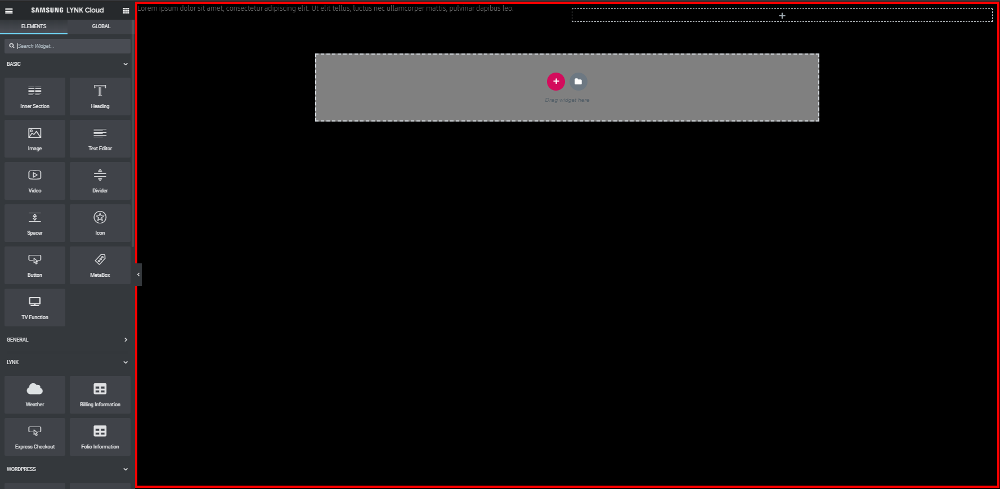 SAMSUNG LYNK Cloud
ELEMENTS
GLOBAL
Search Widget...
BASIC
Inner Section
Heading
Image
Text Editor
Video
Divider
Spacer
Icon
Button
MetaBox
TV Function
GENERAL
LYNK
Weather
Billing Information
Express Checkout
Folio Information
WORDPRESS
Lorem ipsum dolor sit amet, consectetur adipiscing elit. Ut elit tellus, luctus nec ullamcorper mattis, pulvinar dapibus leo.
Drag widget here